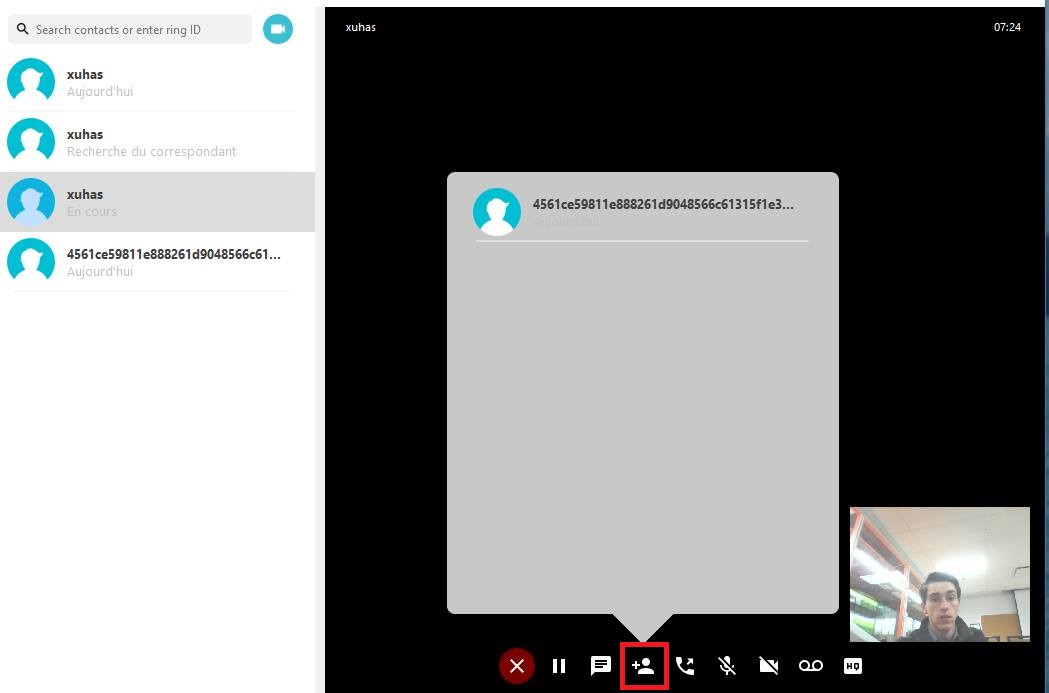 Search contacts or enter ring ID
xuhas
Aujourd'hui
xuhas
Recherche du correspondant
xuhas
En cours
4561ce59811e888261d9048566c61...
Aujourd'hui
xuhas
07:24
4561ce59811e888261d9048566c61315f1e3...
Aujourd'hui
HQ